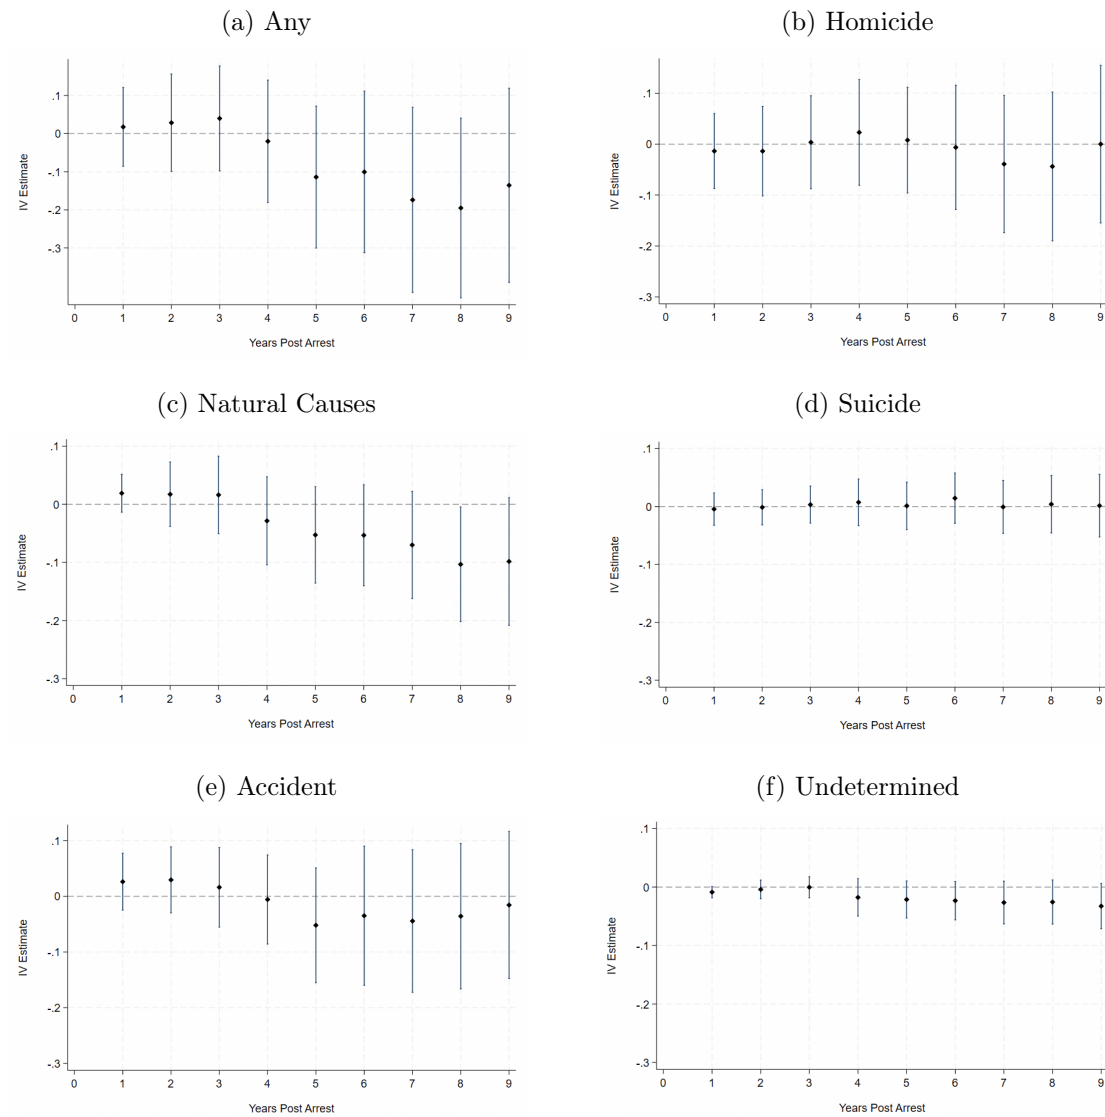 (a) Any
.1
0
-.1
-.2
-.3
IV Estimate
0 1 2 3 4 5 6 7 8 9
Years Post Arrest
(b) Homicide
.1
0
-.1
-.2
-.3
IV Estimate
0 1 2 3 4 5 6 7 8 9
Years Post Arrest
(c) Natural Causes
.1
0
-.1
-.2
-.3
IV Estimate
0 1 2 3 4 5 6 7 8 9
Years Post Arrest
(d) Suicide
.1
0
-.1
-.2
-.3
IV Estimate
0 1 2 3 4 5 6 7 8 9
Years Post Arrest
(e) Accident
.1
0
-.1
-.2
-.3
IV Estimate
0 1 2 3 4 5 6 7 8 9
Years Post Arrest
(f) Undetermined
.1
0
-.1
-.2
-.3
IV Estimate
0 1 2 3 4 5 6 7 8 9
Years Post Arrest